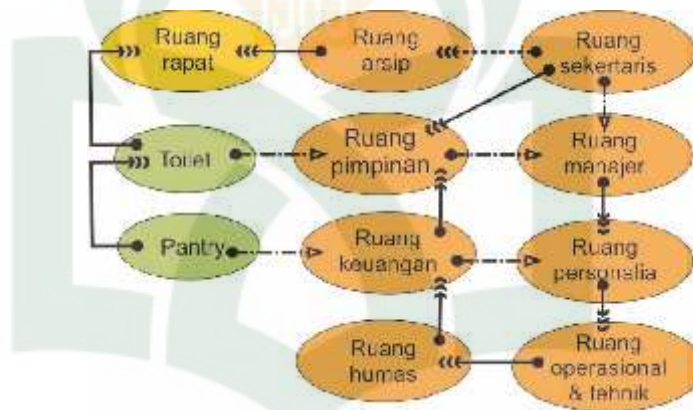 Ruang
rapat
Ruang
arsip
Ruang
sekertaris
Toilet
Ruang
pimpinan
Ruang
manajer
Pantry
Ruang
keuangan
Ruang
personalia
Ruang
humas
Ruang
operasional
& tehnik